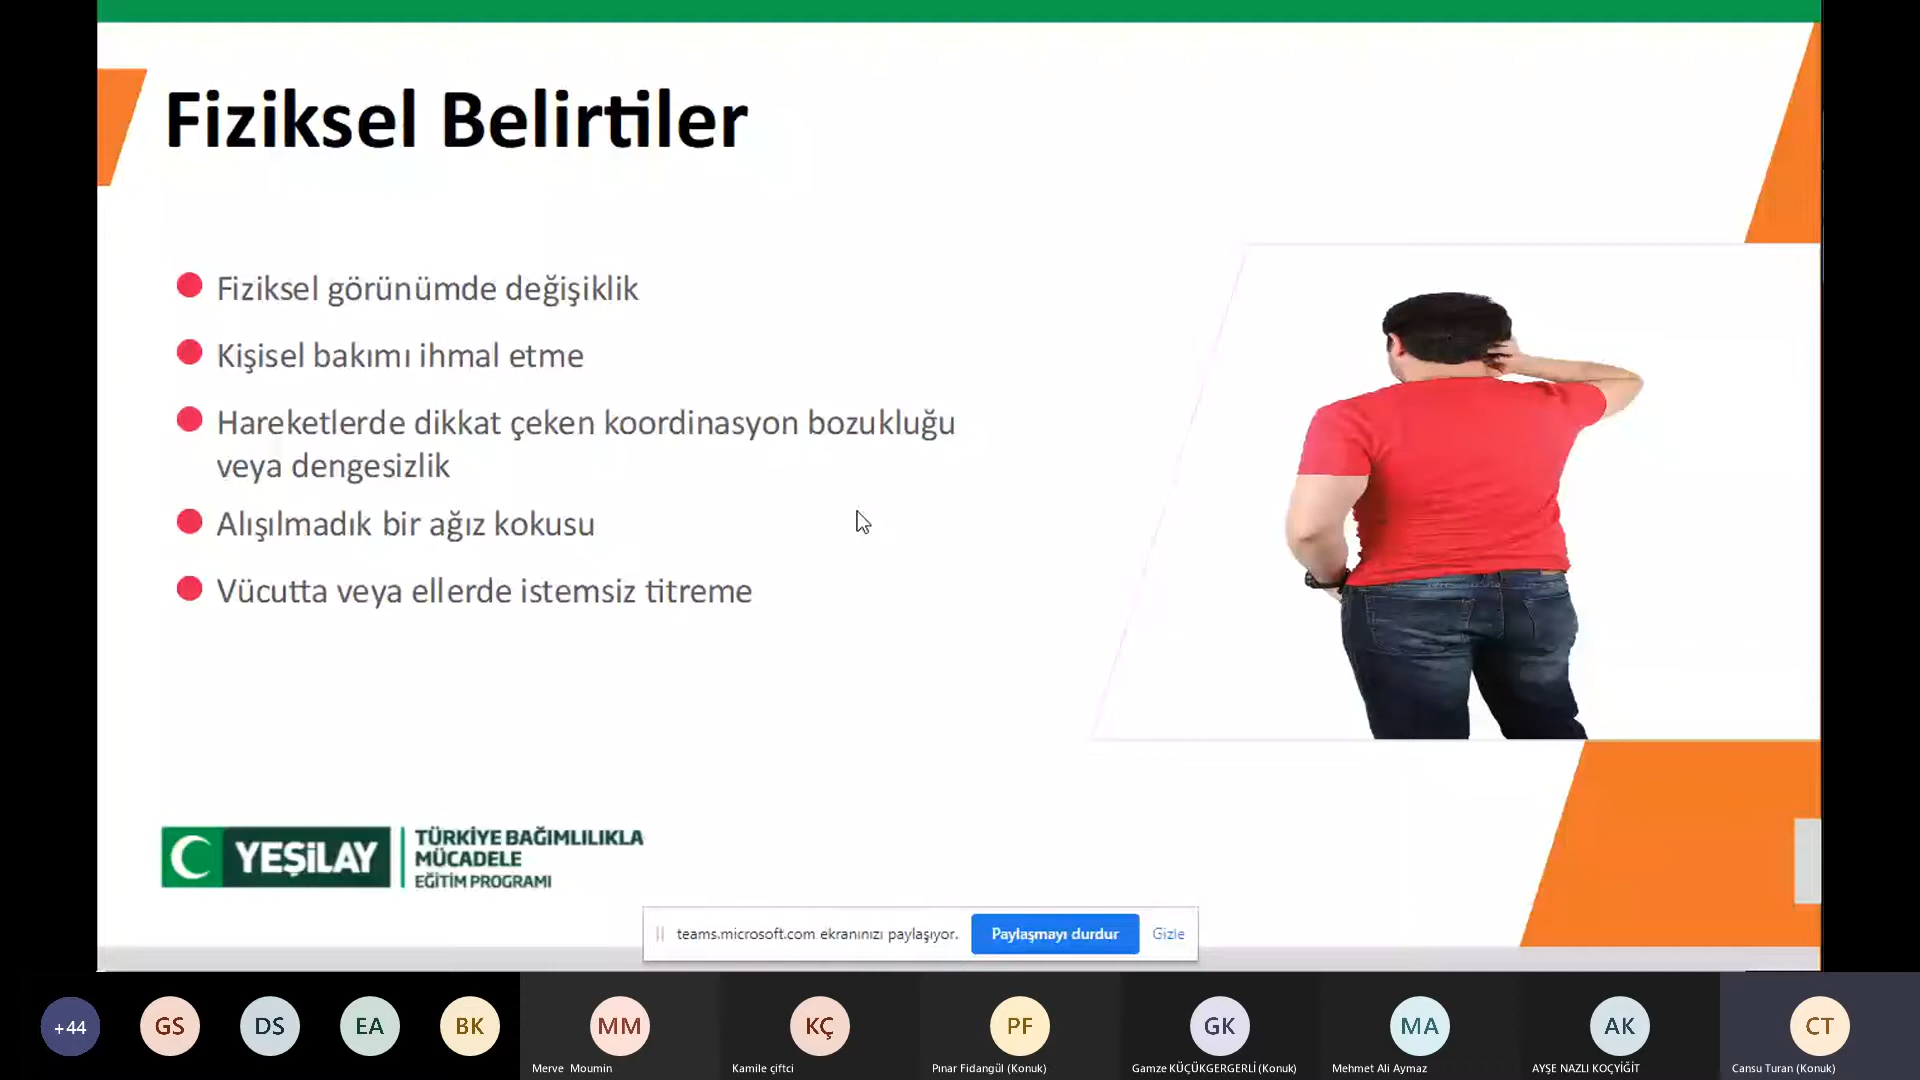 Fiziksel Belirtiler
Fiziksel görünümde değişiklik
Kişisel bakımı ihmal etme
Hareketlerde dikkat çeken koordinasyon bozukluğu
veya dengesizlik
Alışılmadık bir ağız kokusu
Vücutta veya ellerde istemsiz titreme
YEŞİLAY
TÜRKİYE BAĞIMLILIKLA
MÜCADELE
EĞİTİM PROGRAMI
teams.microsoft.com ekranınızı paylaşıyor.
Paylaşmayı durdur
Gizle
+44
GS
DS
EA
BK
MM
KÇ
PF
GK
MA
AK
CT
Merve Moumin
Kamile çiftci
Pınar Fidangül (Konuk)
Gamze KÜÇÜKGERGERLİ (Konuk)
Mehmet Ali Aymaz
AYŞE NAZLI KOÇYİĞİT
Cansu Turan (Konuk)